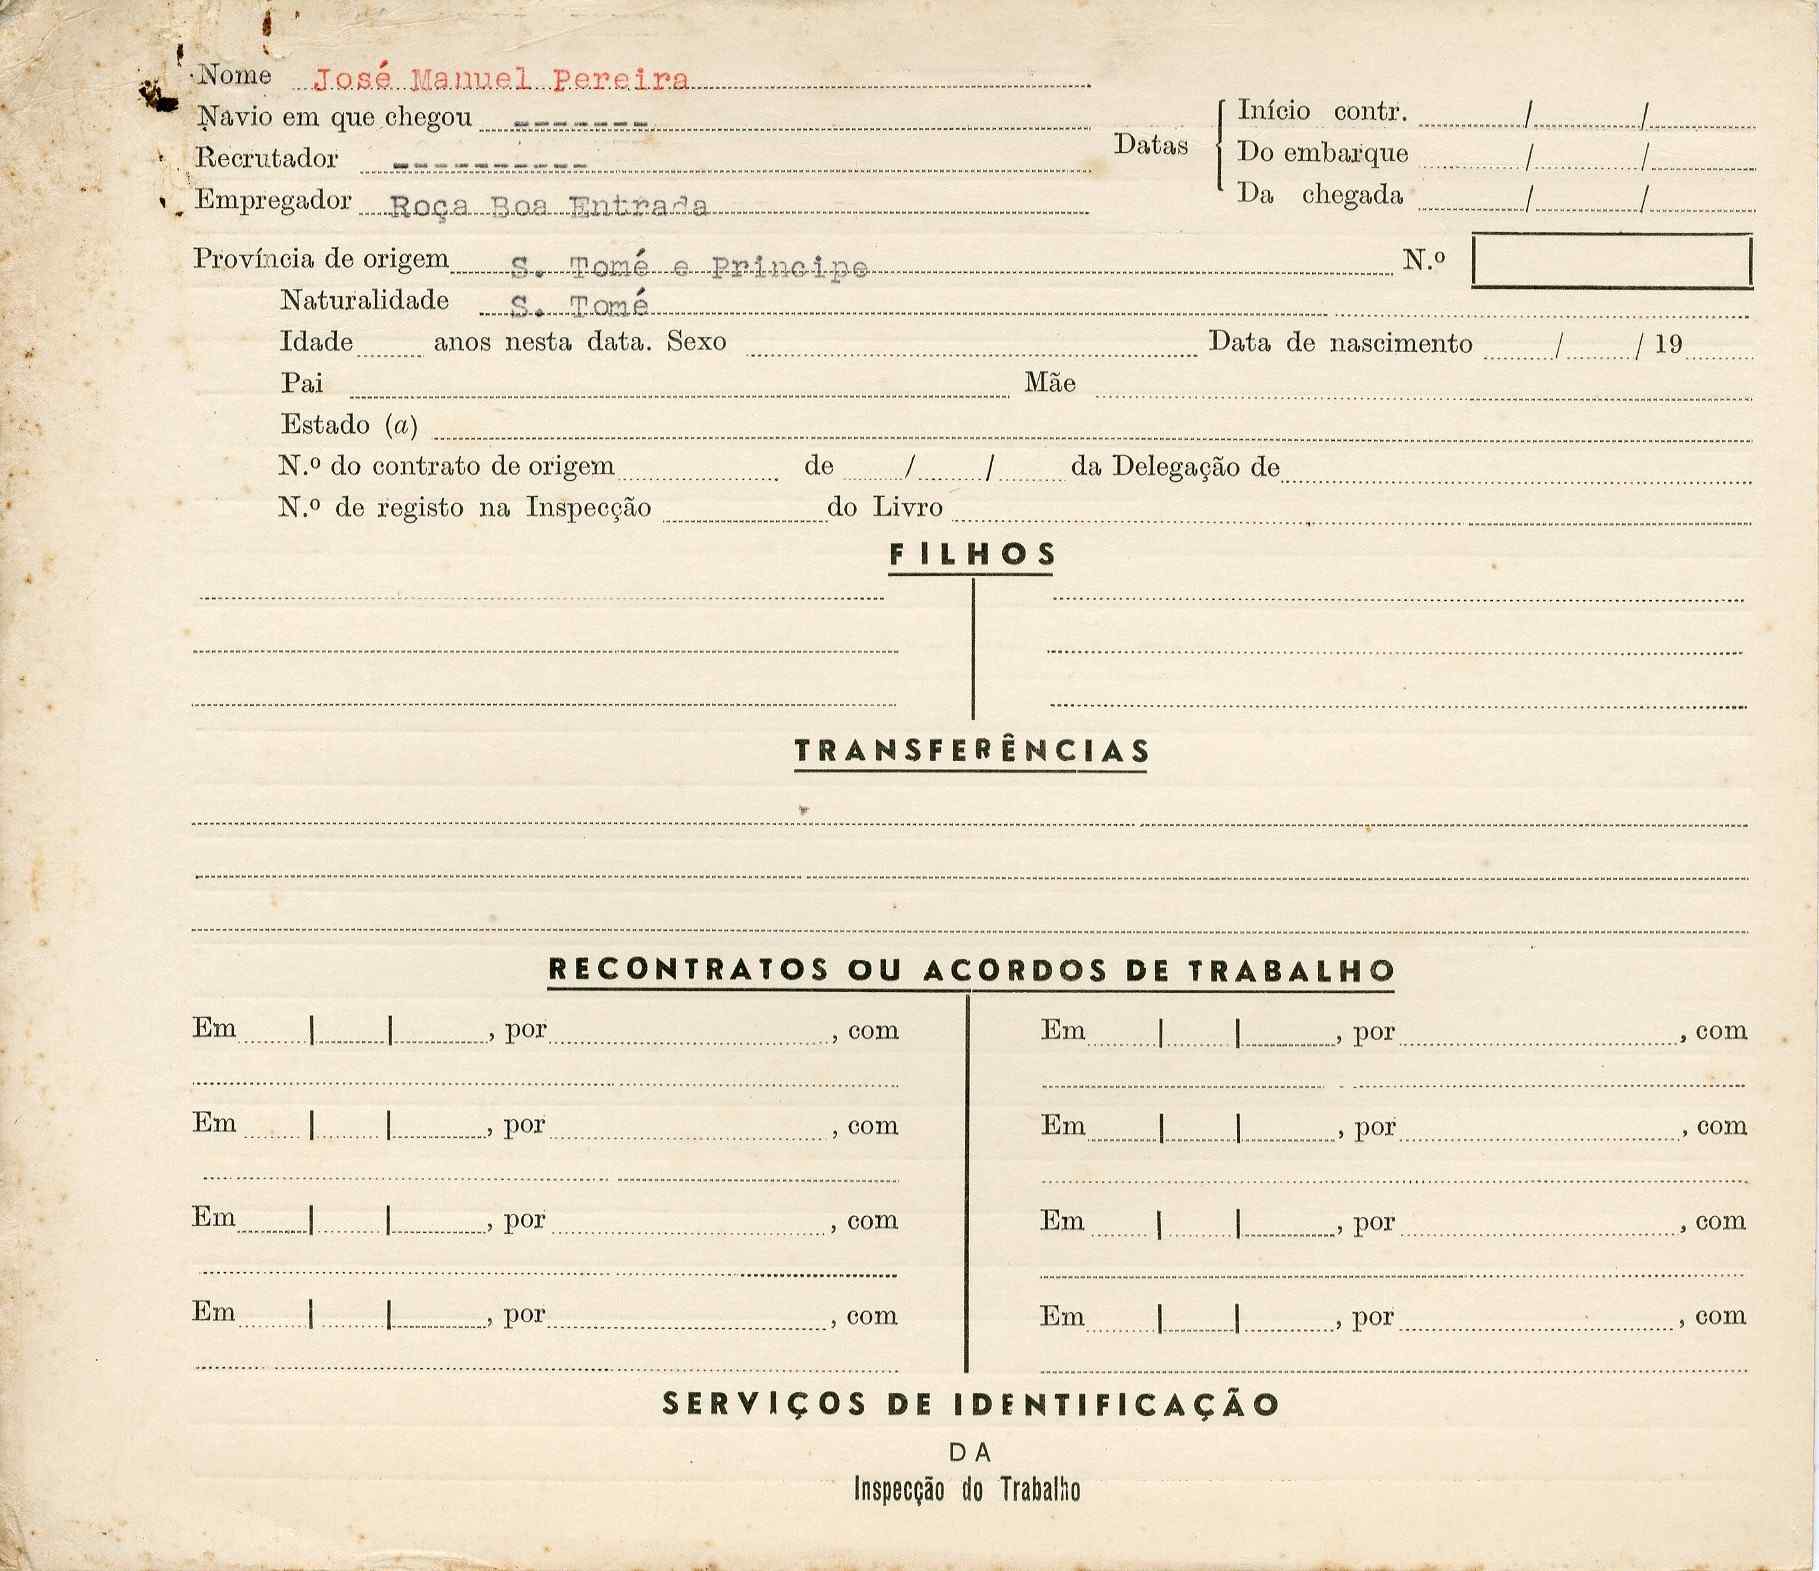 Nome José Manuel Pereira
Navio em que chegou -------
Recrutador ----------
Empregador Roça Boa Entrada
Datas
Início contr. / /
Do embarque / /
Da chegada / /
Província de origem S. Tomé e Principe N.º
Naturalidade S. Tomé
Idade anos nesta data. Sexo Data de nascimento / / 19
Pai Mãe
Estado (a)
N.º do contrato de origem de / / da Delegação de
N.º de registo na Inspecção do Livro
FILHOS
TRANSFERÊNCIAS
RECONTRATOS OU ACORDOS DE TRABALHO
Em | | , por , com Em | | , por , com
Em | | , por , com Em | | , por , com
Em | | , por , com Em | | , por , com
Em | | , por , com Em | | , por , com
SERVIÇOS DE IDENTIFICAÇÃO
DA
Inspecção do Trabalho